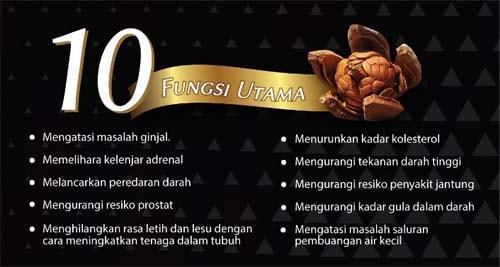 10
FUNGSI UTAMA
Mengatasi masalah ginjal.
Memelihara kelenjar adrenal
Melancarkan peredaran darah
Mengurangi resiko prostat
Menghilangkan rasa letih dan lesu dengan
cara meningkatkan tenaga dalam tubuh
Menurunkan kadar kolesterol
Mengurangi tekanan darah tinggi
Mengurangi resiko penyakit jantung
Mengurangi kadar gula dalam darah
Mengatasi masalah saluran
pembuangan air kecil